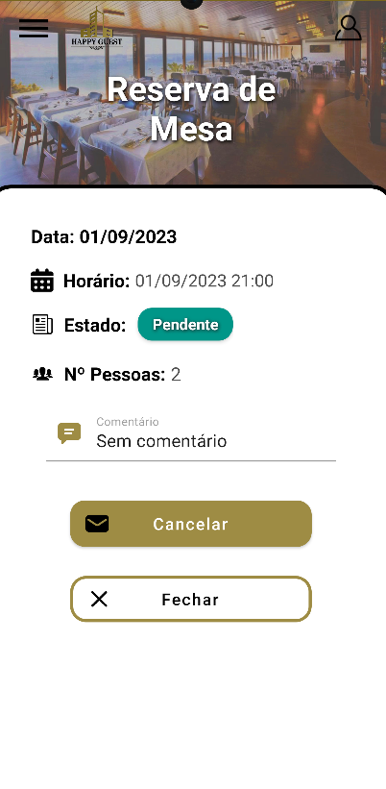 HAPPY GUEST
Reserva de
Mesa
Data: 01/09/2023
Horário: 01/09/2023 21:00
Estado: Pendente
Nº Pessoas: 2
Comentário
Sem comentário
Cancelar
Fechar